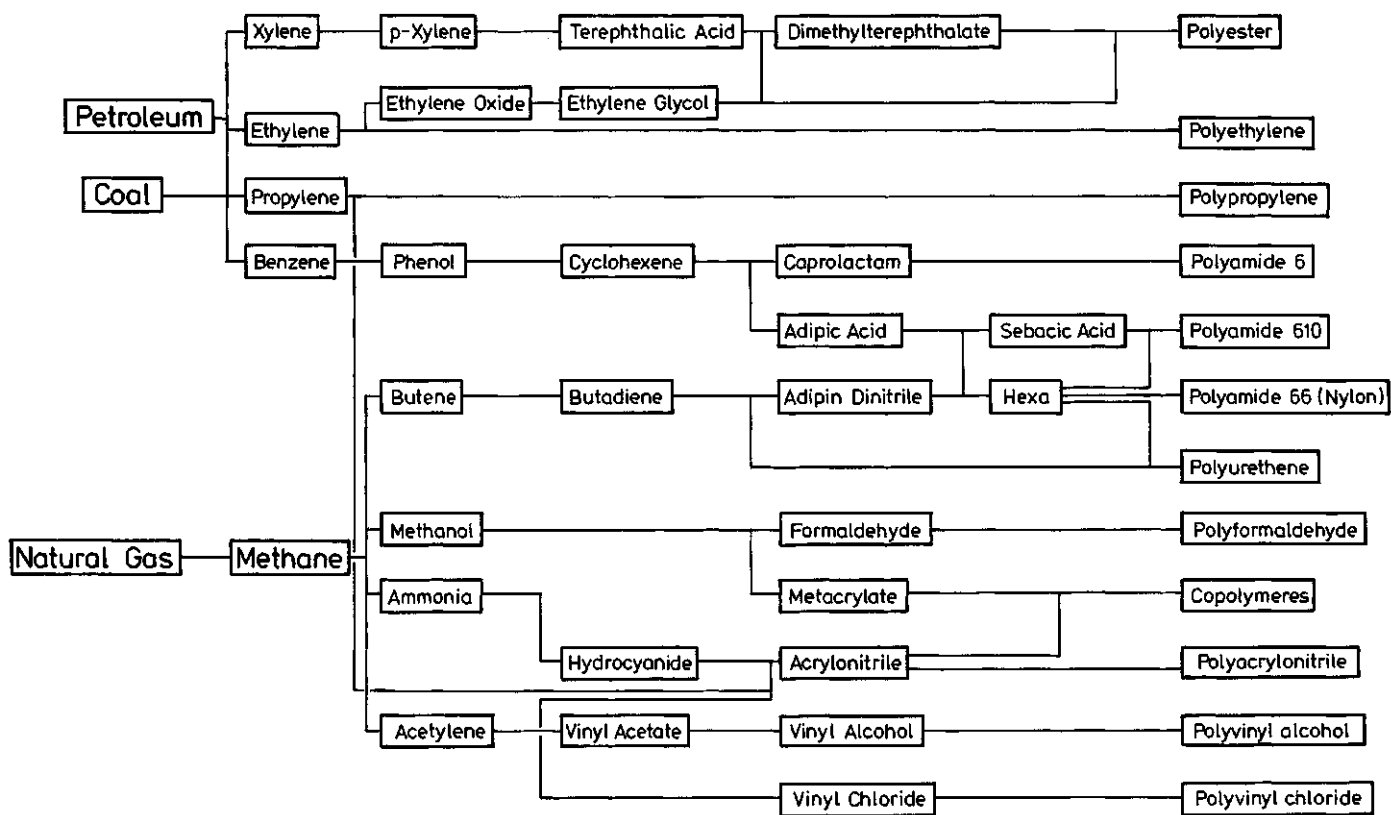 Xylene
p-Xylene
Terephthalic Acid
Dimethylterephthalate
Polyester
Petroleum
Ethylene Oxide
Ethylene Glycol
Ethylene
Polyethylene
Coal
Propylene
Polypropylene
Benzene
Phenol
Cyclohexene
Caprolactam
Polyamide 6
Adipic Acid
Sebacic Acid
Polyamide 610
Butene
Butadiene
Adipin Dinitrile
Hexa
Polyamide 66 (Nylon)
Polyurethene
Methanol
Formaldehyde
Polyformaldehyde
Natural Gas
Methane
Ammonia
Metacrylate
Copolymeres
Hydrocyanide
Acrylonitrile
Polyacrylonitrile
Acetylene
Vinyl Acetate
Vinyl Alcohol
Polyvinyl alcohol
Vinyl Chloride
Polyvinyl chloride